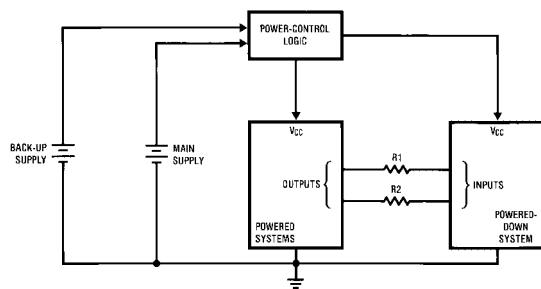 POWER-CONTROL
LOGIC
BACK-UP
SUPPLY
MAIN
SUPPLY
VCC
OUTPUTS
POWERED
SYSTEMS
R1
R2
VCC
INPUTS
POWERED-
DOWN
SYSTEM